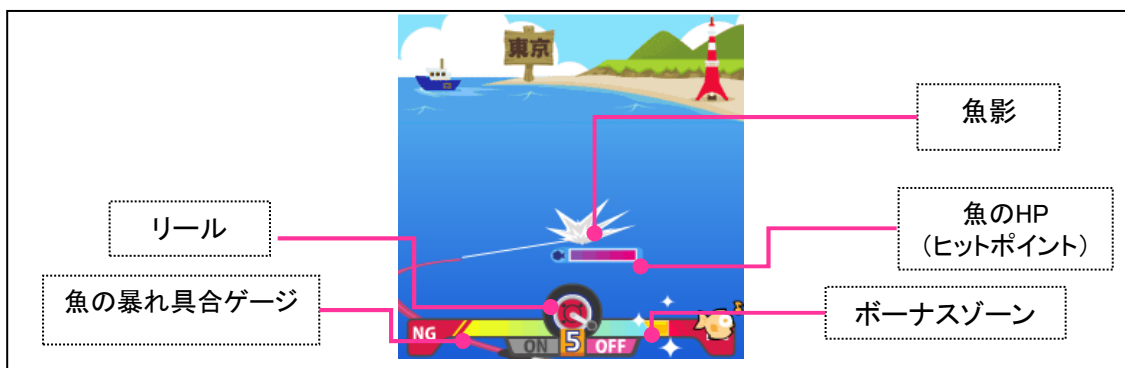 東京
魚影
リール
魚のHP
（ヒットポイント）
魚の暴れ具合ゲージ
ボーナスゾーン
NG
ON
5
OFF